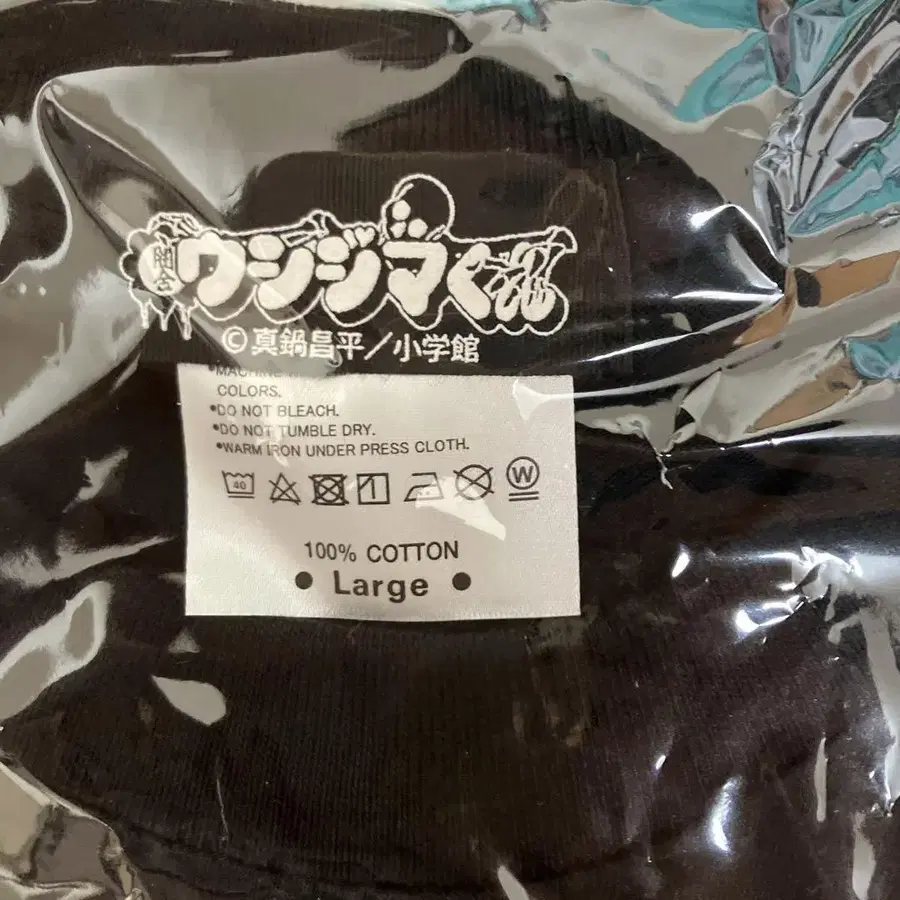 闇金
ウシジマくん
© 真鍋昌平／小学館
•MACHINE
COLORS.
•DO NOT BLEACH.
•DO NOT TUMBLE DRY.
•WARM IRON UNDER PRESS CLOTH.
40
W
100% COTTON
• Large •